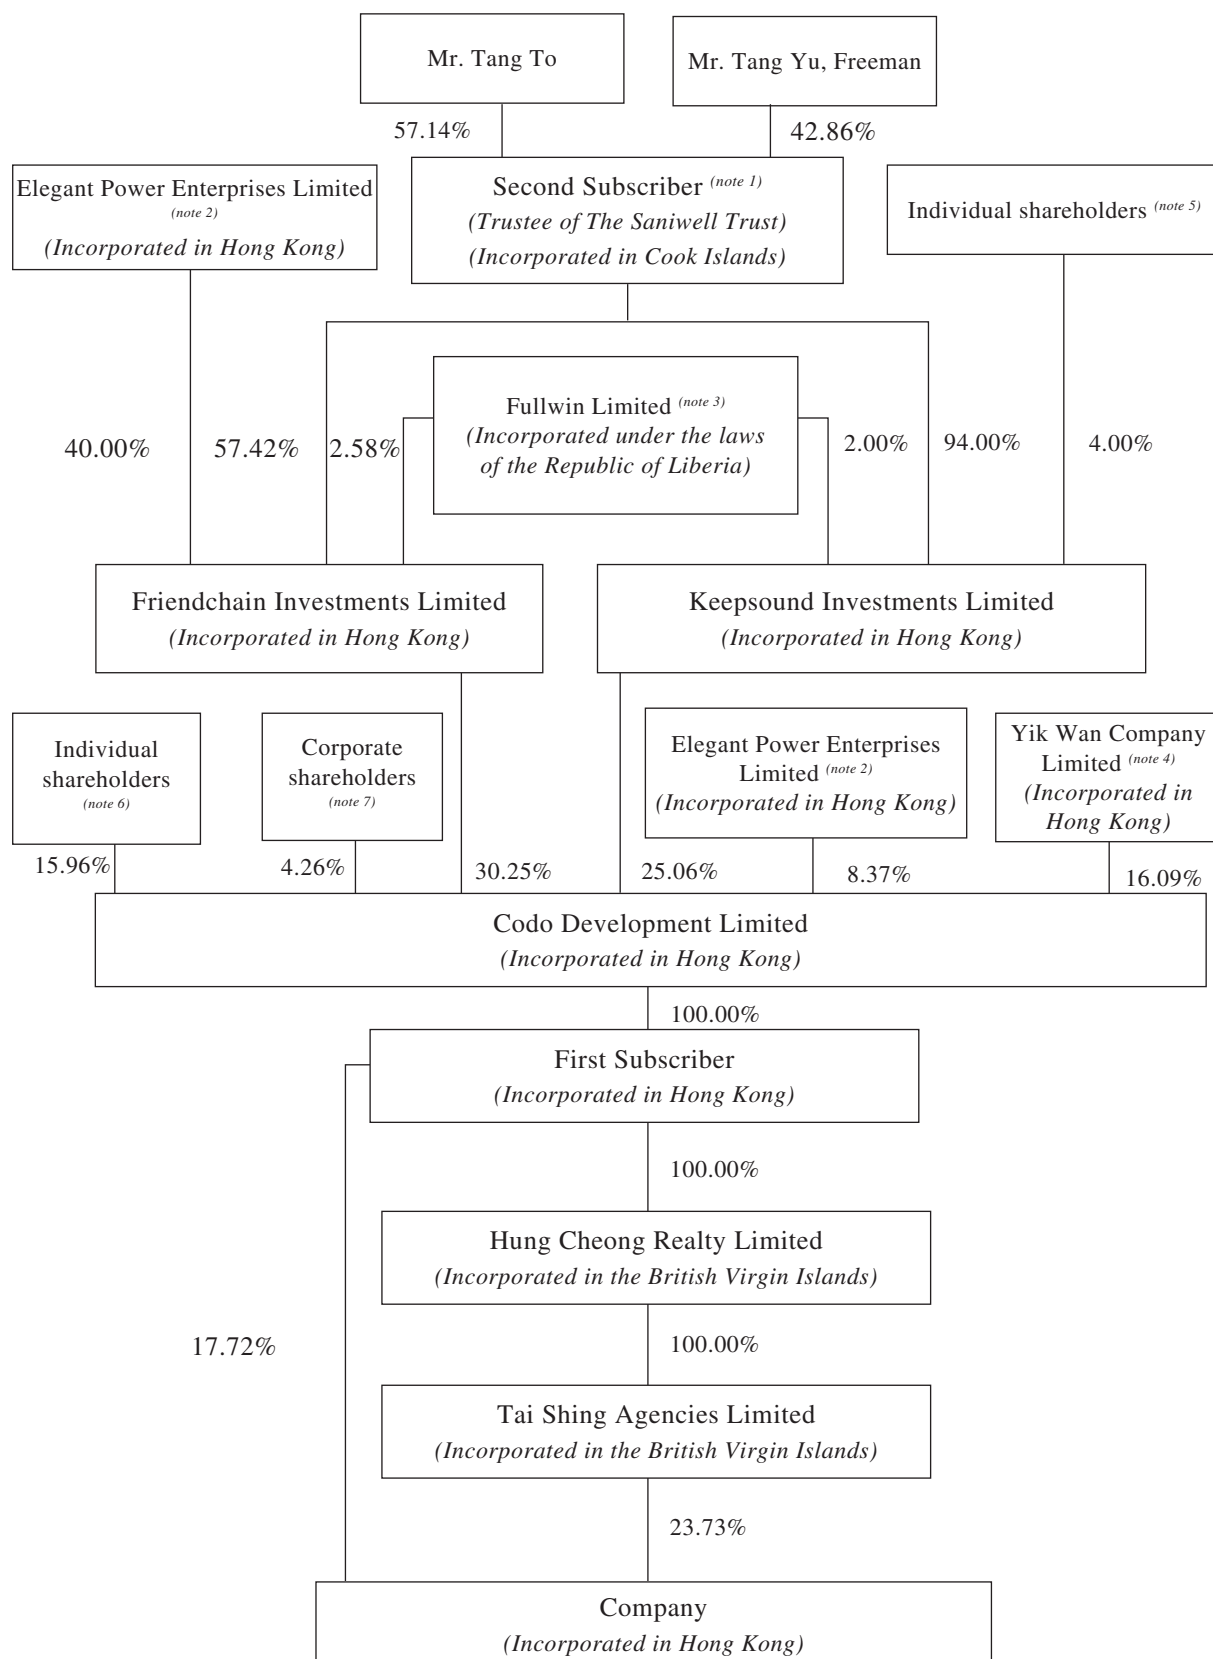 Mr. Tang To
Mr. Tang Yu, Freeman
57.14%
42.86%
Elegant Power Enterprises Limited
(note 2)
(Incorporated in Hong Kong)
Second Subscriber (note 1)
(Trustee of The Saniwell Trust)
(Incorporated in Cook Islands)
Individual shareholders (note 5)
Fullwin Limited (note 3)
(Incorporated under the laws
of the Republic of Liberia)
40.00%
57.42%
2.58%
2.00%
94.00%
4.00%
Friendchain Investments Limited
(Incorporated in Hong Kong)
Keepsound Investments Limited
(Incorporated in Hong Kong)
Individual
shareholders
(note 6)
Corporate
shareholders
(note 7)
Elegant Power Enterprises
Limited (note 2)
(Incorporated in Hong Kong)
Yik Wan Company
Limited (note 4)
(Incorporated in
Hong Kong)
15.96%
4.26%
30.25%
25.06%
8.37%
16.09%
Codo Development Limited
(Incorporated in Hong Kong)
100.00%
First Subscriber
(Incorporated in Hong Kong)
100.00%
Hung Cheong Realty Limited
(Incorporated in the British Virgin Islands)
17.72%
100.00%
Tai Shing Agencies Limited
(Incorporated in the British Virgin Islands)
23.73%
Company
(Incorporated in Hong Kong)